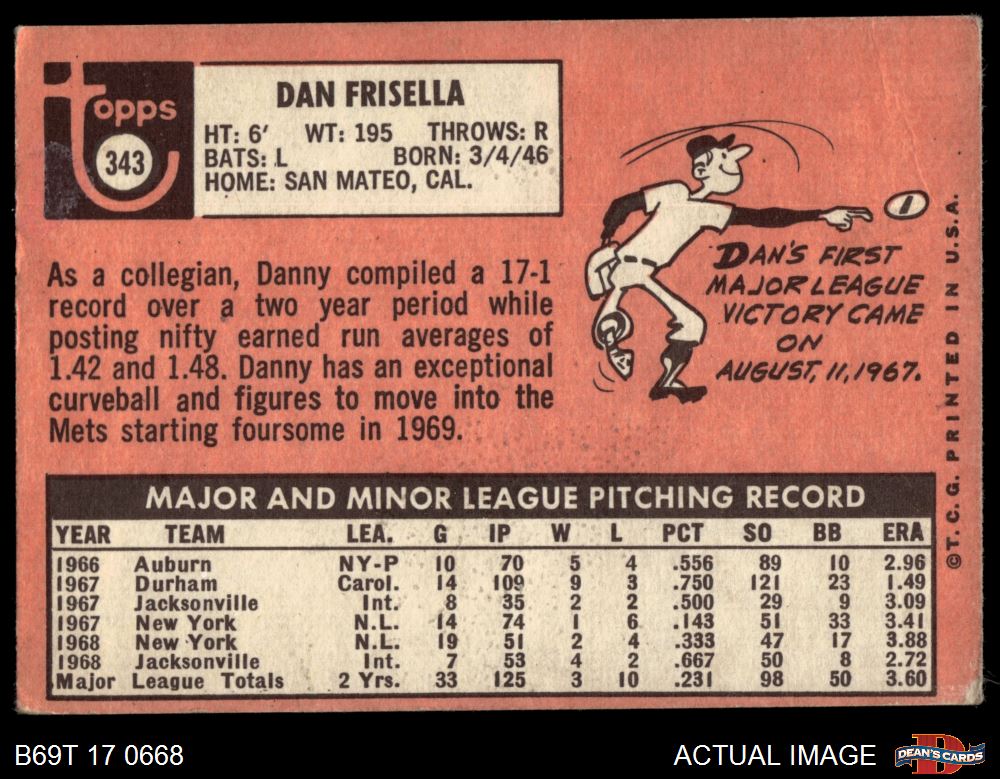 Topps
343
DAN FRISELLA
HT: 6' WT: 195 THROWS: R
BATS: L BORN: 3/4/46
HOME: SAN MATEO, CAL.
As a collegian, Danny compiled a 17-1
record over a two year period while
posting nifty earned run averages of
1.42 and 1.48. Danny has an exceptional
curveball and figures to move into the
Mets starting foursome in 1969.
1
DAN'S FIRST
MAJOR LEAGUE
VICTORY CAME
ON
AUGUST, 11, 1967.
©T.C.G. PRINTED IN U.S.A.
MAJOR AND MINOR LEAGUE PITCHING RECORD
YEAR TEAM LEA. G IP W L PCT SO BB ERA
1966 Auburn NY-P 10 70 5 4 .556 89 10 2.96
1967 Durham Carol. 14 109 9 3 .750 121 23 1.49
1967 Jacksonville Int. 8 35 2 2 .500 29 9 3.09
1967 New York N.L. 14 74 1 6 .143 51 33 3.41
1968 New York N.L. 19 51 2 4 .333 47 17 3.88
1968 Jacksonville Int. 7 53 4 2 .667 50 8 2.72
Major League Totals 2 Yrs. 33 125 3 10 .231 98 50 3.60
B69T 17 0668
ACTUAL IMAGE
D
DEAN'S CARDS